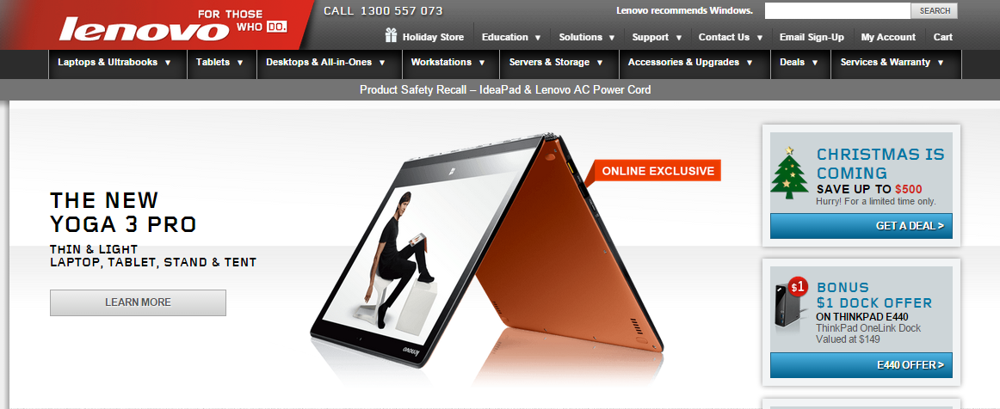 lenovo
FOR THOSE
WHO DO.
CALL 1300 557 073
Lenovo recommends Windows.
SEARCH
Holiday Store
Education ▼
Solutions ▼
Support ▼
Contact Us ▼
Email Sign-Up
My Account
Cart
Laptops & Ultrabooks ▼
Tablets ▼
Desktops & All-in-Ones ▼
Workstations ▼
Servers & Storage ▼
Accessories & Upgrades ▼
Deals ▼
Services & Warranty ▼
Product Safety Recall – IdeaPad & Lenovo AC Power Cord
THE NEW
YOGA 3 PRO
THIN & LIGHT
LAPTOP, TABLET, STAND & TENT
LEARN MORE
ONLINE EXCLUSIVE
lenovo
CHRISTMAS IS
COMING
SAVE UP TO $500
Hurry! For a limited time only.
GET A DEAL >
$1
BONUS
$1 DOCK OFFER
ON THINKPAD E440
ThinkPad OneLink Dock
Valued at $149
E440 OFFER >